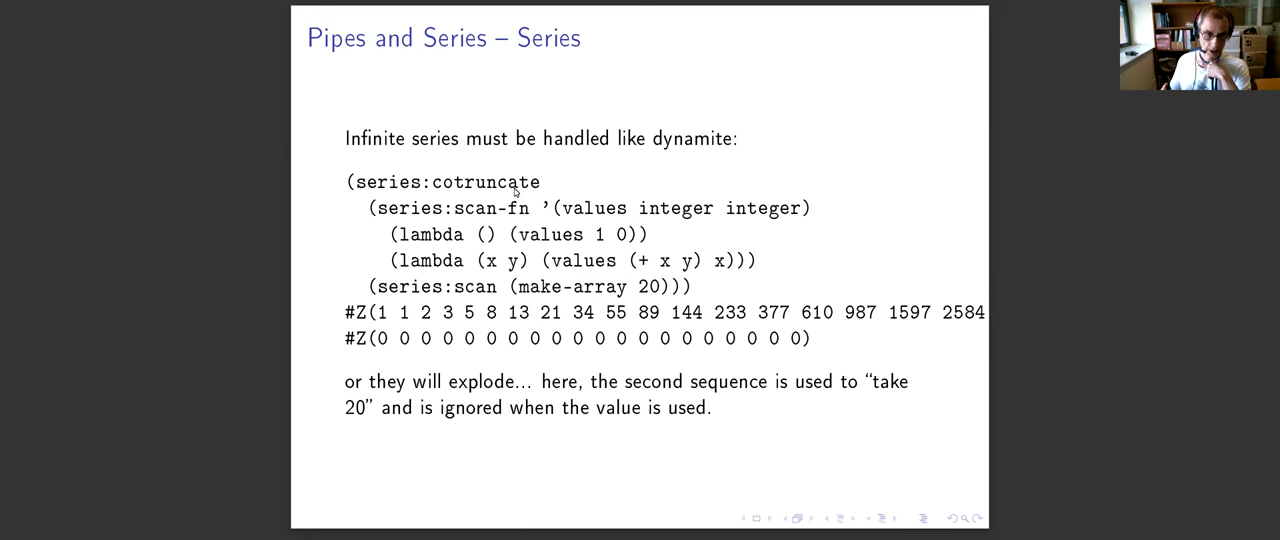 Pipes and Series – Series
Infinite series must be handled like dynamite:
(series:cotruncate
(series:scan-fn '(values integer integer)
(lambda () (values 1 0))
(lambda (x y) (values (+ x y) x)))
(series:scan (make-array 20)))
#Z(1 1 2 3 5 8 13 21 34 55 89 144 233 377 610 987 1597 2584
#Z(0 0 0 0 0 0 0 0 0 0 0 0 0 0 0 0 0 0 0 0)
or they will explode... here, the second sequence is used to “take
20” and is ignored when the value is used.